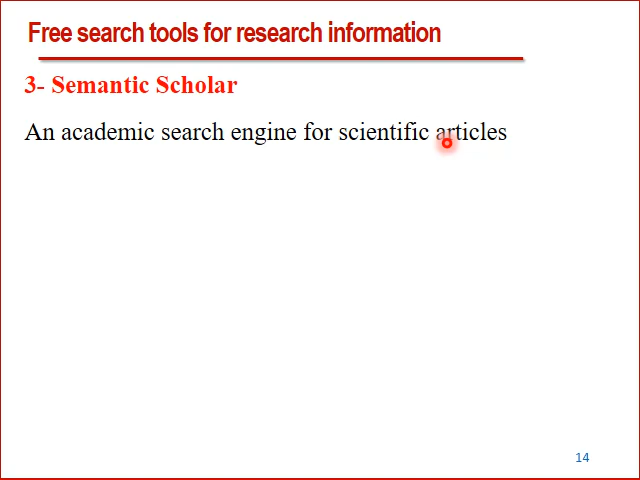 Free search tools for research information
3- Semantic Scholar
An academic search engine for scientific articles
14